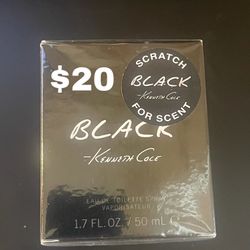 SCRATCH
BLACK
KENNETH COLE
FOR SCENT
$20
BLACK
KENNETH COLE
EAU DE TOILETTE SPRAY
VAPORISATEUR
1.7 FL. OZ. / 50 mL